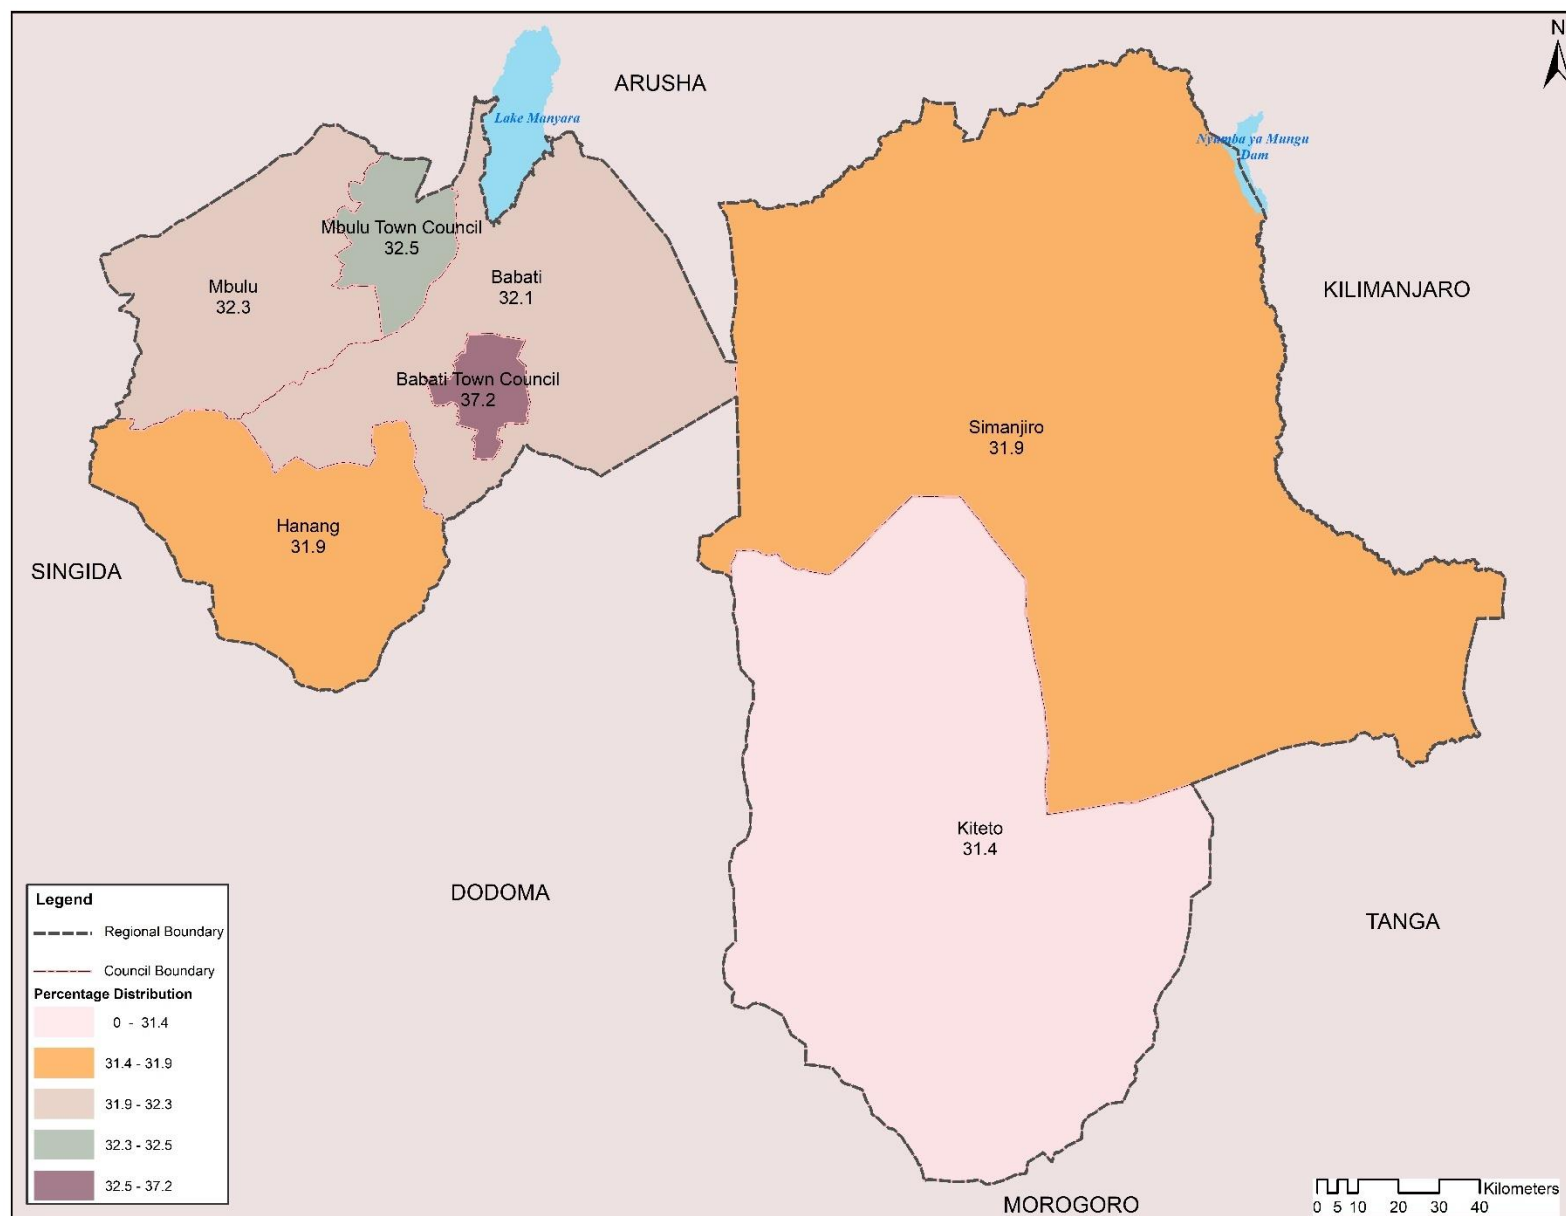 N
ARUSHA
Lake Manyara
Nyumba ya Mungu
Dam
Mbulu Town Council
32.5
Mbulu
32.3
Babati
32.1
KILIMANJARO
Babati Town Council
37.2
Simanjiro
31.9
Hanang
31.9
SINGIDA
Kiteto
31.4
DODOMA
TANGA
MOROGORO
Legend
Regional Boundary
Council Boundary
Percentage Distribution
0 - 31.4
31.4 - 31.9
31.9 - 32.3
32.3 - 32.5
32.5 - 37.2
Kilometers
0 5 10 20 30 40